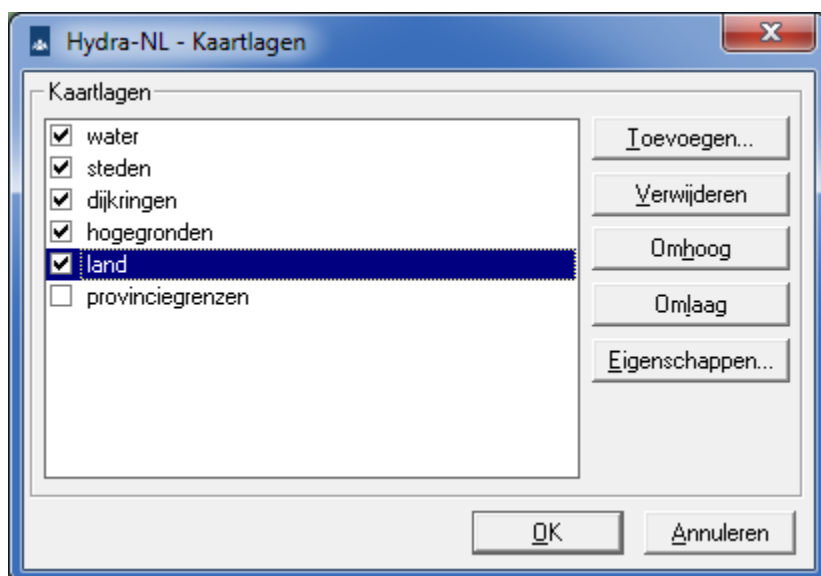 Hydra-NL - Kaartlagen
Kaartlagen
water
steden
dijkringen
hogegronden
land
provinciegrenzen
Toevoegen...
Verwijderen
Omhoog
Omlaag
Eigenschappen...
OK
Annuleren